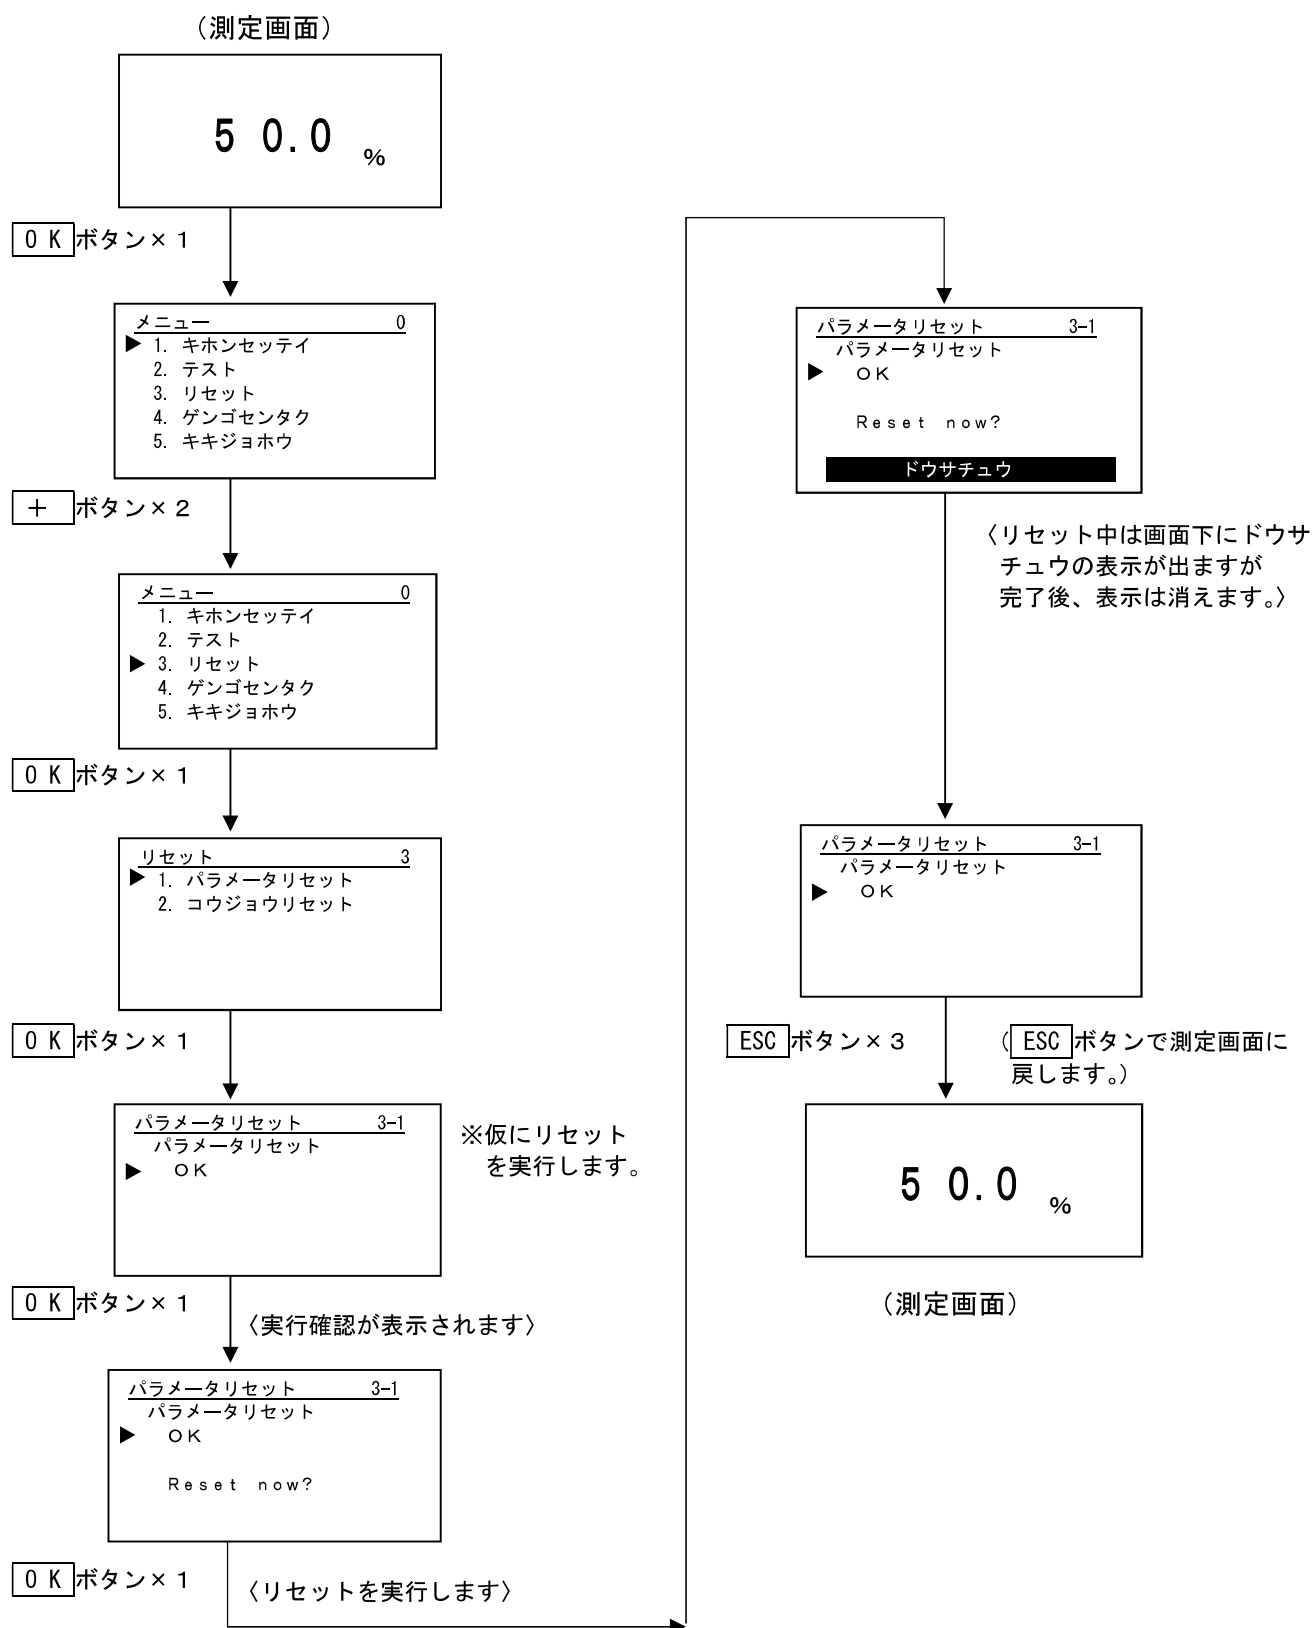 （測定画面）
50.0 %
OK ボタン×1
メニュー 0
▶ 1. キホンセッテイ
2. テスト
3. リセット
4. ゲンゴセンタク
5. キキジョホウ
＋ ボタン×2
メニュー 0
1. キホンセッテイ
2. テスト
▶ 3. リセット
4. ゲンゴセンタク
5. キキジョホウ
OK ボタン×1
リセット 3
▶ 1. パラメータリセット
2. コウジョウリセット
OK ボタン×1
パラメータリセット 3-1
パラメータリセット
▶ OK
※仮にリセット
を実行します。
OK ボタン×1
〈実行確認が表示されます〉
パラメータリセット 3-1
パラメータリセット
▶ OK
Reset now?
OK ボタン×1
〈リセットを実行します〉
パラメータリセット 3-1
パラメータリセット
▶ OK
Reset now?
ドウサチュウ
〈リセット中は画面下にドウサ
チュウの表示が出ますが
完了後、表示は消えます。〉
パラメータリセット 3-1
パラメータリセット
▶ OK
ESC ボタン×3
（ESC ボタンで測定画面に
戻します。）
50.0 %
（測定画面）